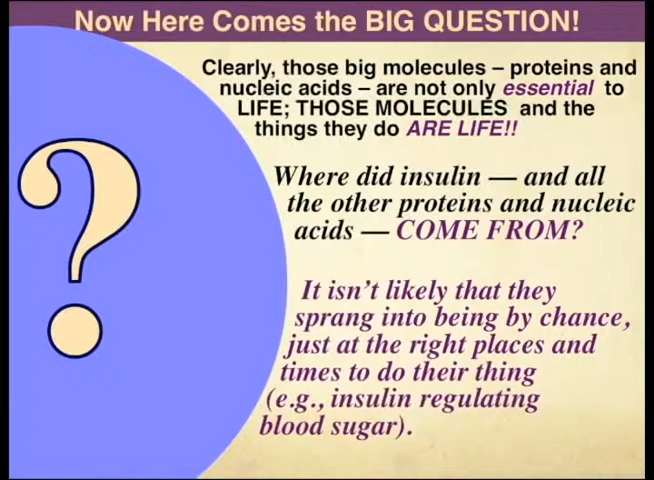 Now Here Comes the BIG QUESTION!
Clearly, those big molecules – proteins and
nucleic acids – are not only essential to
LIFE; THOSE MOLECULES and the
things they do ARE LIFE!!
?
Where did insulin — and all
the other proteins and nucleic
acids — COME FROM?
It isn't likely that they
sprang into being by chance,
just at the right places and
times to do their thing
(e.g., insulin regulating
blood sugar).